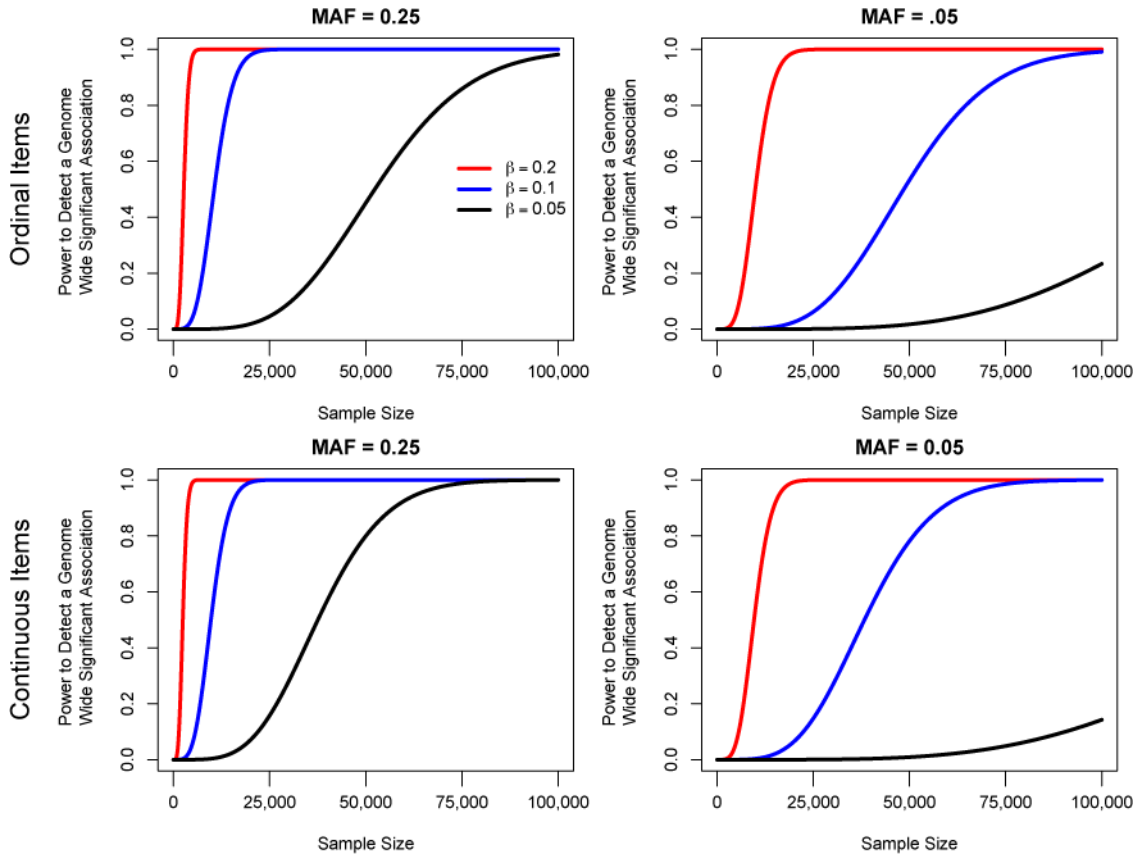 MAF = 0.25
MAF = .05
Ordinal Items
Power to Detect a Genome
Wide Significant Association
0.0 0.2 0.4 0.6 0.8 1.0
β = 0.2
β = 0.1
β = 0.05
0 25,000 50,000 75,000 100,000
Sample Size
Power to Detect a Genome
Wide Significant Association
0.0 0.2 0.4 0.6 0.8 1.0
0 25,000 50,000 75,000 100,000
Sample Size
MAF = 0.25
MAF = 0.05
Continuous Items
Power to Detect a Genome
Wide Significant Association
0.0 0.2 0.4 0.6 0.8 1.0
0 25,000 50,000 75,000 100,000
Sample Size
Power to Detect a Genome
Wide Significant Association
0.0 0.2 0.4 0.6 0.8 1.0
0 25,000 50,000 75,000 100,000
Sample Size